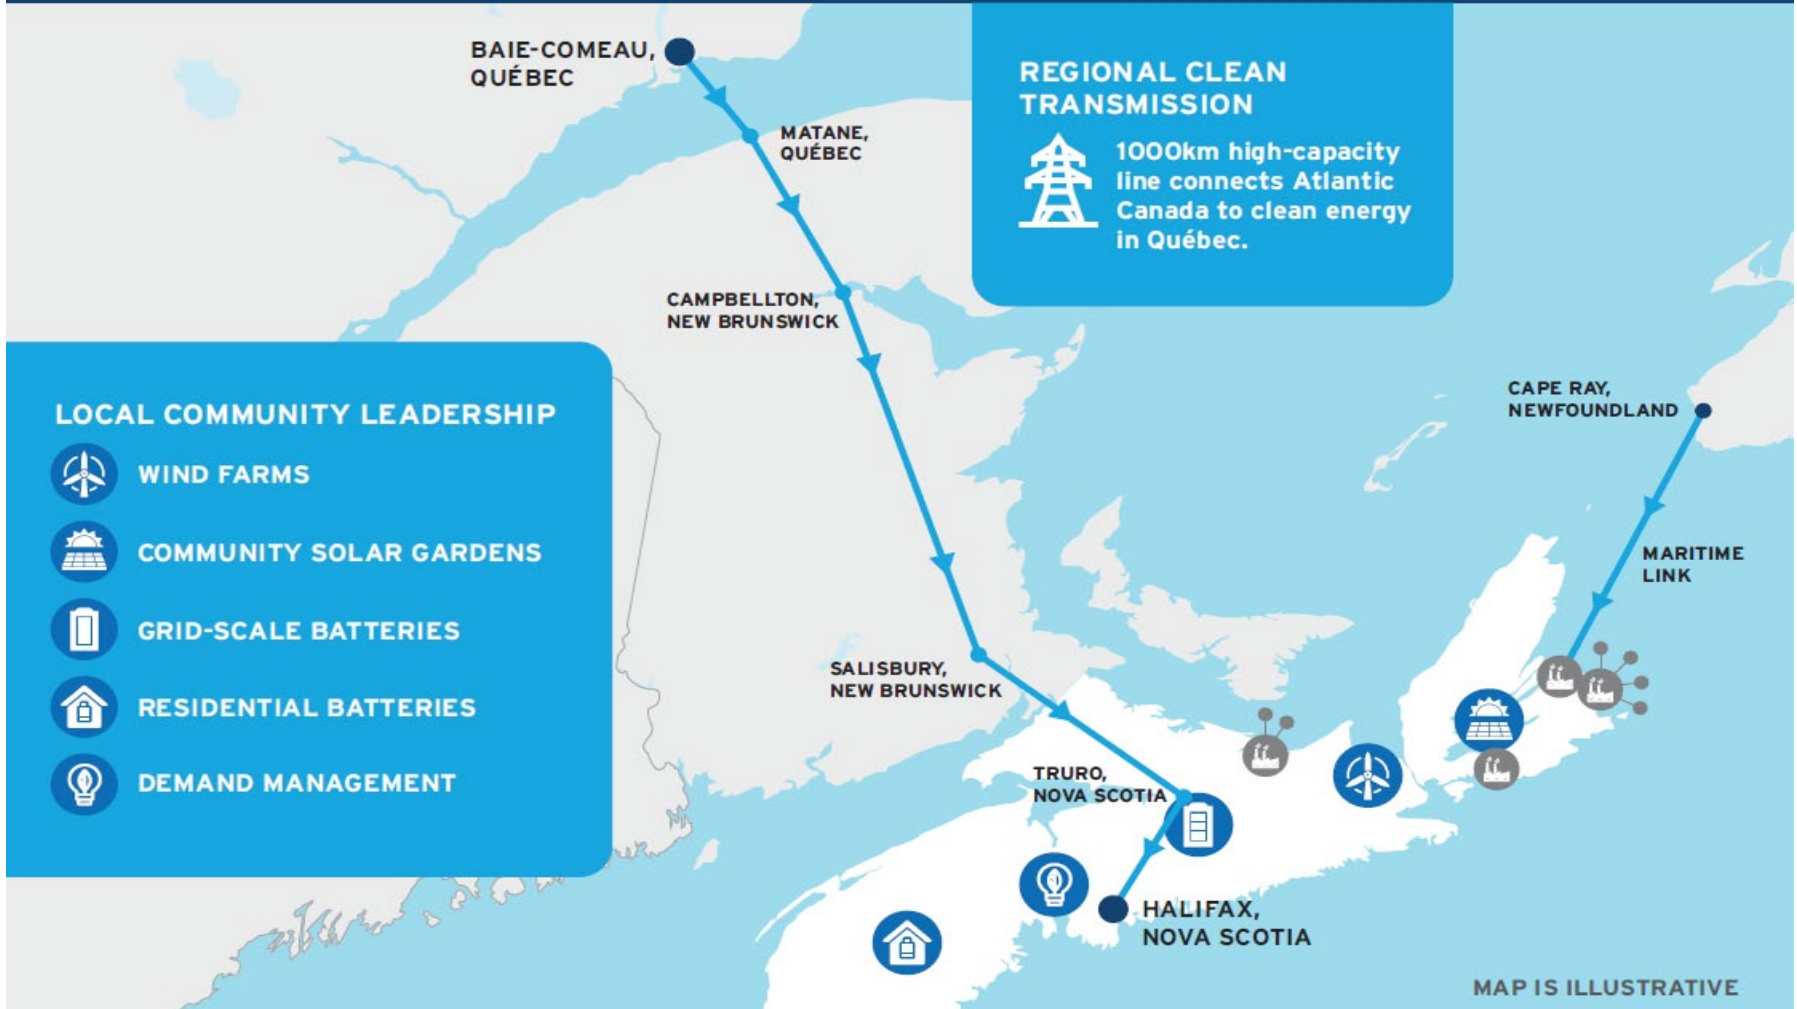 BAIE-COMEAU,
QUÉBEC
MATANE,
QUÉBEC
REGIONAL CLEAN
TRANSMISSION
1000km high-capacity
line connects Atlantic
Canada to clean energy
in Québec.
CAMPBELLTON,
NEW BRUNSWICK
LOCAL COMMUNITY LEADERSHIP
WIND FARMS
COMMUNITY SOLAR GARDENS
GRID-SCALE BATTERIES
RESIDENTIAL BATTERIES
DEMAND MANAGEMENT
CAPE RAY,
NEWFOUNDLAND
MARITIME
LINK
SALISBURY,
NEW BRUNSWICK
TRURO,
NOVA SCOTIA
HALIFAX,
NOVA SCOTIA
MAP IS ILLUSTRATIVE